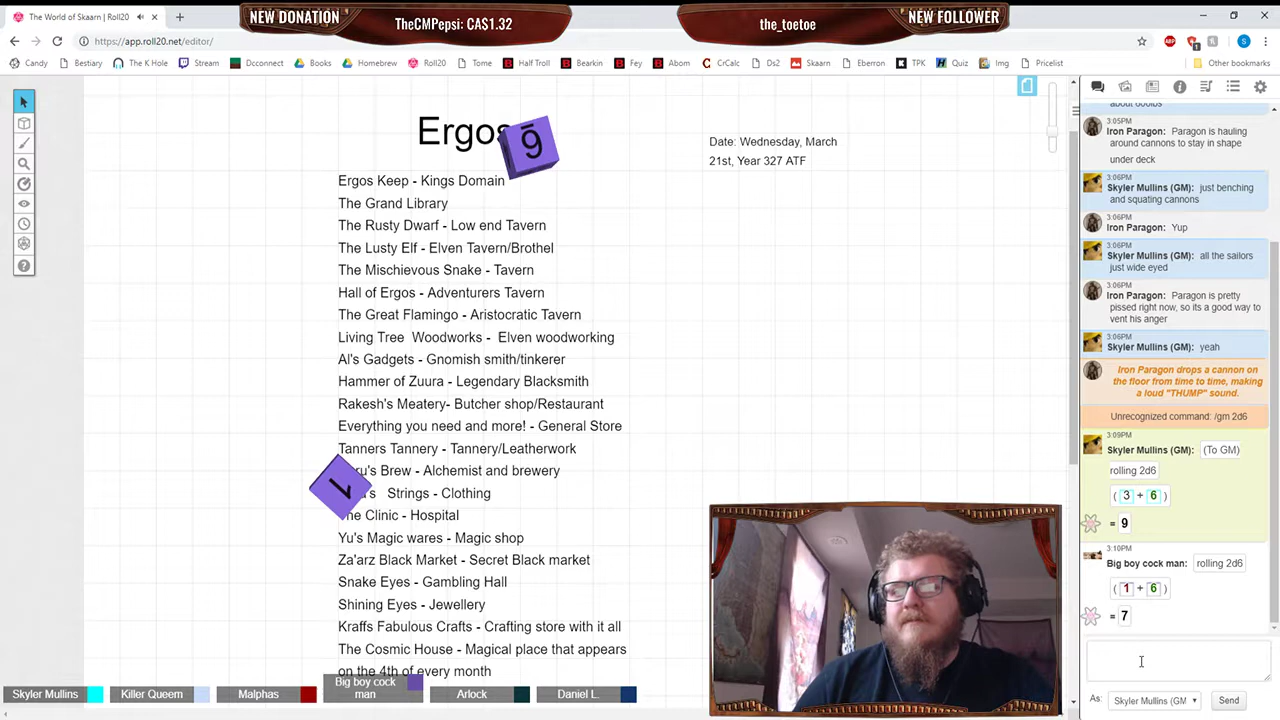 The World of Skaarn | Roll20
NEW DONATION
TheCMPepsi: CA$1.32
the_toetoe
NEW FOLLOWER
https://app.roll20.net/editor/
Candy
Bestiary
The K Hole
Stream
Dcconnect
Books
Homebrew
Roll20
Tome
Half Troll
Bearkin
Fey
Abom
CrCalc
Ds2
Skaarn
Eberron
TPK
Quiz
Img
Pricelist
Other bookmarks
Ergos
6
Date: Wednesday, March
21st, Year 327 ATF
Ergos Keep - Kings Domain
The Grand Library
The Rusty Dwarf - Low end Tavern
The Lusty Elf - Elven Tavern/Brothel
The Mischievous Snake - Tavern
Hall of Ergos - Adventurers Tavern
The Great Flamingo - Aristocratic Tavern
Living Tree Woodworks - Elven woodworking
Al's Gadgets - Gnomish smith/tinkerer
Hammer of Zuura - Legendary Blacksmith
Rakesh's Meatery- Butcher shop/Restaurant
Everything you need and more! - General Store
Tanners Tannery - Tannery/Leatherwork
Brew - Alchemist and brewery
1
Strings - Clothing
The Clinic - Hospital
Yu's Magic wares - Magic shop
Za'arz Black Market - Secret Black market
Snake Eyes - Gambling Hall
Shining Eyes - Jewellery
Kraffs Fabulous Crafts - Crafting store with it all
The Cosmic House - Magical place that appears
on the 4th of every month
Skyler Mullins
Killer Queem
Malphas
Big boy cock
man
Arlock
Daniel L.
about 600lbs
3:05PM
Iron Paragon: Paragon is hauling
around cannons to stay in shape
under deck
3:06PM
Skyler Mullins (GM): just benching
and squating cannons
3:06PM
Iron Paragon: Yup
3:06PM
Skyler Mullins (GM): all the sailors
just wide eyed
3:06PM
Iron Paragon: Paragon is pretty
pissed right now, so its a good way to
vent his anger
3:06PM
Skyler Mullins (GM): yeah
Iron Paragon drops a cannon on
the floor from time to time, making
a loud "THUMP" sound.
Unrecognized command: /gm 2d6
3:09PM
Skyler Mullins (GM): (To GM)
rolling 2d6
( 3 + 6 )
= 9
3:10PM
Big boy cock man: rolling 2d6
( 1 + 6 )
= 7
As:
Skyler Mullins (GM
Send